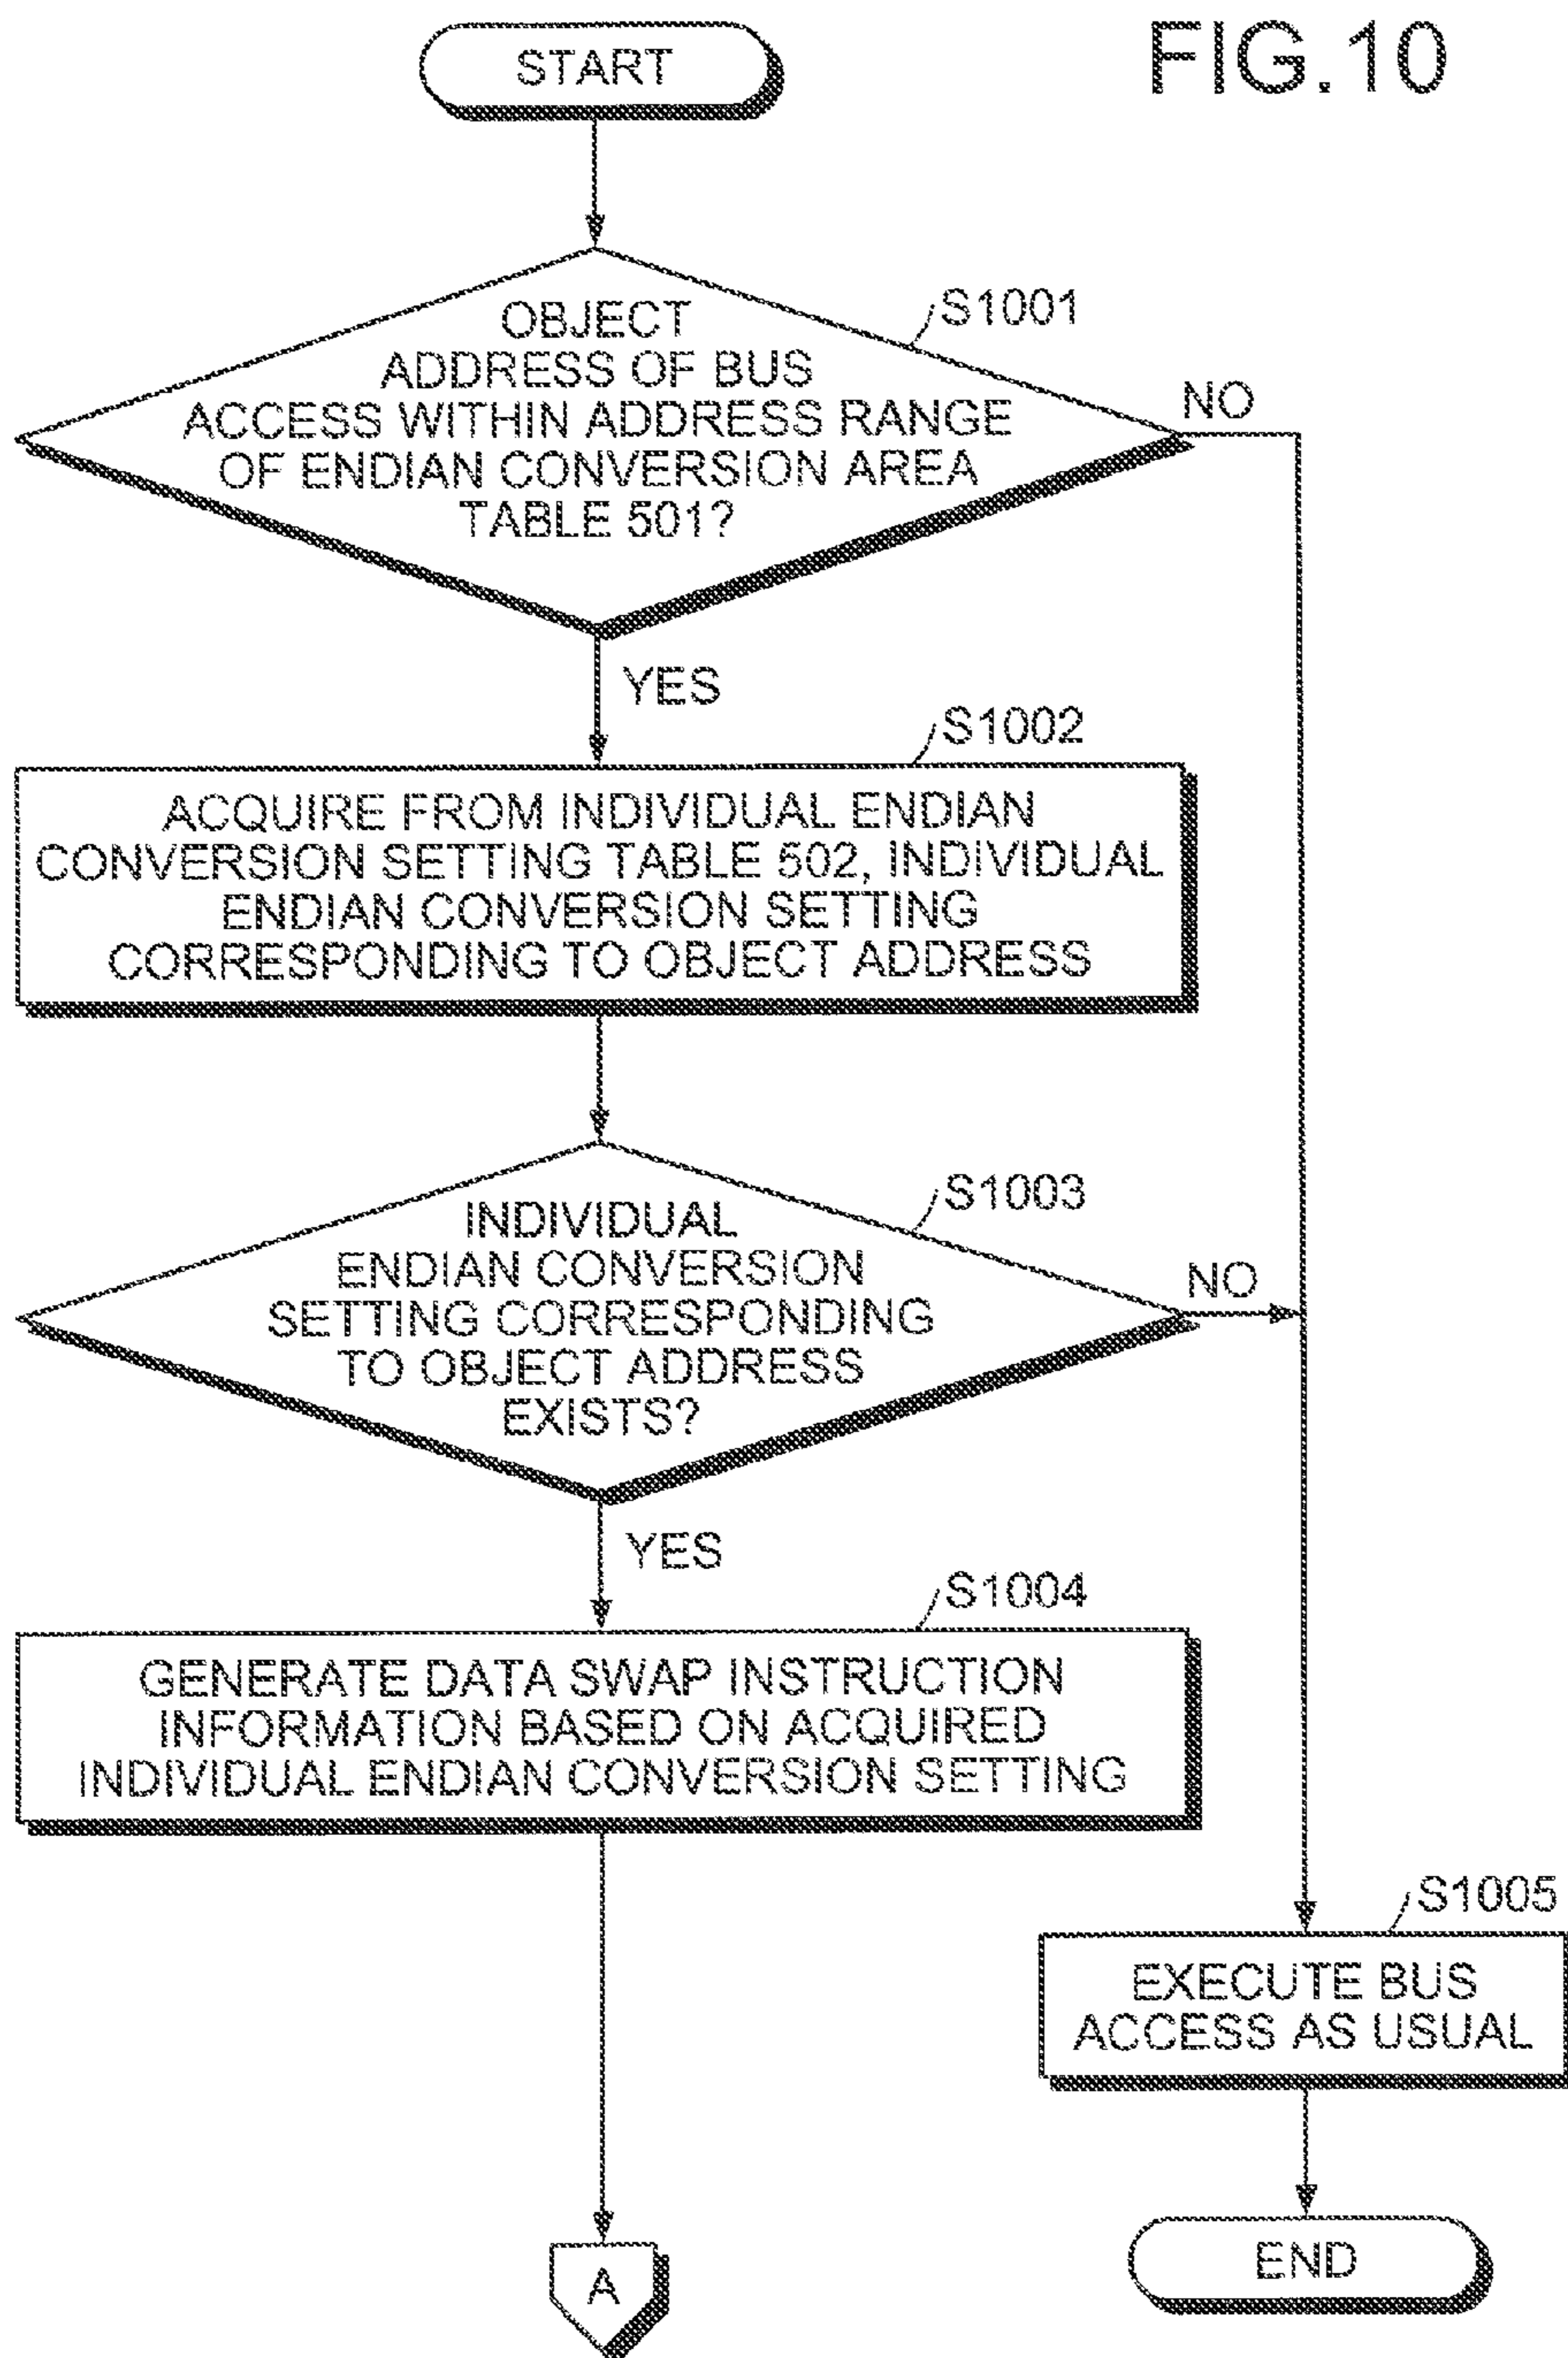 FIG.10
START
S1001
OBJECT
ADDRESS OF BUS
ACCESS WITHIN ADDRESS RANGE
OF ENDIAN CONVERSION AREA
TABLE 501?
NO
YES
S1002
ACQUIRE FROM INDIVIDUAL ENDIAN
CONVERSION SETTING TABLE 502, INDIVIDUAL
ENDIAN CONVERSION SETTING
CORRESPONDING TO OBJECT ADDRESS
S1003
INDIVIDUAL
ENDIAN CONVERSION
SETTING CORRESPONDING
TO OBJECT ADDRESS
EXISTS?
NO
YES
S1004
GENERATE DATA SWAP INSTRUCTION
INFORMATION BASED ON ACQUIRED
INDIVIDUAL ENDIAN CONVERSION SETTING
S1005
EXECUTE BUS
ACCESS AS USUAL
END
A